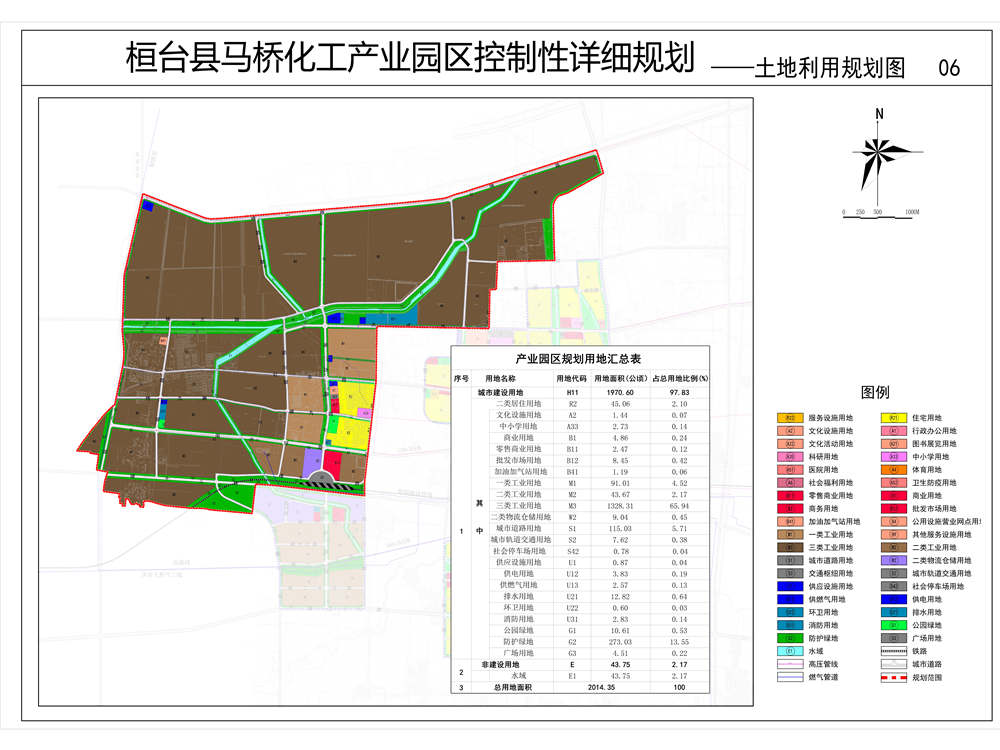 桓台县马桥化工产业园区控制性详细规划 ——土地利用规划图 06
N
0 250 500 1000M
产业园区规划用地汇总表
序号 用地名称 用地代码 用地面积(公顷) 占总用地比例(%)
城市建设用地 H11 1970.60 97.83
二类居住用地 R2 45.06 2.10
文化设施用地 A2 1.44 0.07
中小学用地 A33 2.73 0.14
商业用地 B1 4.86 0.24
零售商业用地 B11 2.47 0.12
批发市场用地 B12 8.45 0.42
加油加气站用地 B41 1.19 0.06
一类工业用地 M1 91.01 4.52
二类工业用地 M2 43.67 2.17
其 三类工业用地 M3 1328.31 65.94
二类物流仓储用地 W2 9.04 0.45
1 中 城市道路用地 S1 115.03 5.71
城市轨道交通用地 S2 7.62 0.38
社会停车场用地 S42 0.78 0.04
供应设施用地 U1 0.87 0.04
供电用地 U12 3.83 0.19
供燃气用地 U13 2.57 0.13
排水用地 U21 12.82 0.64
环卫用地 U22 0.60 0.03
消防用地 U31 2.83 0.14
公园绿地 G1 10.61 0.53
防护绿地 G2 273.03 13.55
广场用地 G3 4.51 0.22
2 非建设用地 E 43.75 2.17
水域 E1 43.75 2.17
3 总用地面积 2014.35 100
图例
服务设施用地 住宅用地
文化设施用地 行政办公用地
文化活动用地 图书展览用地
科研用地 中小学用地
医院用地 体育用地
社会福利用地 卫生防疫用地
零售商业用地 商业用地
商务用地 批发市场用地
加油加气站用地 公用设施营业网点用
一类工业用地 其他服务设施用地
三类工业用地 二类工业用地
城市道路用地 二类物流仓储用地
交通枢纽用地 城市轨道交通用地
供应设施用地 社会停车场用地
供燃气用地 供电用地
环卫用地 排水用地
消防用地 公园绿地
防护绿地 广场用地
水域 铁路
高压管线 城市道路
燃气管道 规划范围